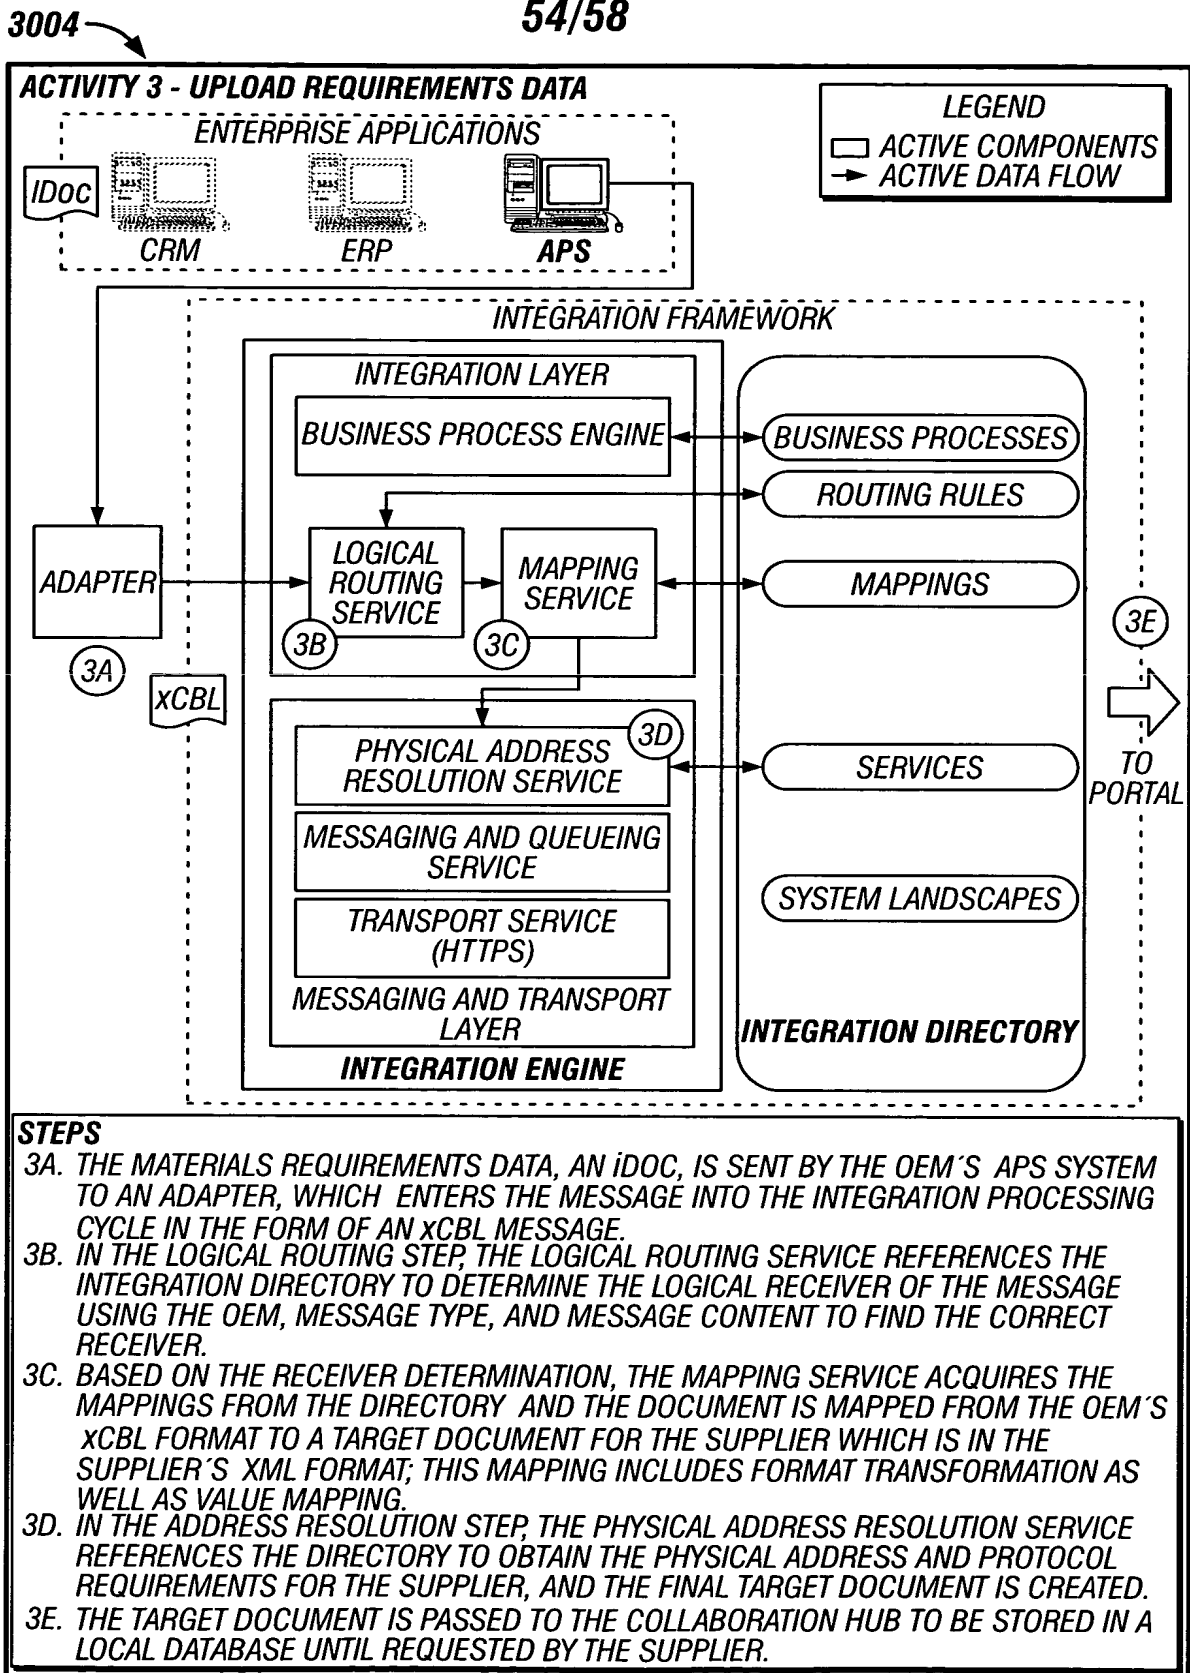 54/58
3004
ACTIVITY 3 - UPLOAD REQUIREMENTS DATA
LEGEND
ACTIVE COMPONENTS
ACTIVE DATA FLOW
ENTERPRISE APPLICATIONS
IDoc
CRM
ERP
APS
INTEGRATION FRAMEWORK
INTEGRATION LAYER
BUSINESS PROCESS ENGINE
BUSINESS PROCESSES
ROUTING RULES
ADAPTER
LOGICAL
ROUTING
SERVICE
MAPPING
SERVICE
MAPPINGS
3A
3B
3C
3E
xCBL
PHYSICAL ADDRESS
RESOLUTION SERVICE
3D
SERVICES
TO
PORTAL
MESSAGING AND QUEUEING
SERVICE
SYSTEM LANDSCAPES
TRANSPORT SERVICE
(HTTPS)
MESSAGING AND TRANSPORT
LAYER
INTEGRATION DIRECTORY
INTEGRATION ENGINE
STEPS
3A. THE MATERIALS REQUIREMENTS DATA, AN iDOC, IS SENT BY THE OEM´S APS SYSTEM
TO AN ADAPTER, WHICH ENTERS THE MESSAGE INTO THE INTEGRATION PROCESSING
CYCLE IN THE FORM OF AN xCBL MESSAGE.
3B. IN THE LOGICAL ROUTING STEP, THE LOGICAL ROUTING SERVICE REFERENCES THE
INTEGRATION DIRECTORY TO DETERMINE THE LOGICAL RECEIVER OF THE MESSAGE
USING THE OEM, MESSAGE TYPE, AND MESSAGE CONTENT TO FIND THE CORRECT
RECEIVER.
3C. BASED ON THE RECEIVER DETERMINATION, THE MAPPING SERVICE ACQUIRES THE
MAPPINGS FROM THE DIRECTORY AND THE DOCUMENT IS MAPPED FROM THE OEM´S
xCBL FORMAT TO A TARGET DOCUMENT FOR THE SUPPLIER WHICH IS IN THE
SUPPLIER´S XML FORMAT; THIS MAPPING INCLUDES FORMAT TRANSFORMATION AS
WELL AS VALUE MAPPING.
3D. IN THE ADDRESS RESOLUTION STEP, THE PHYSICAL ADDRESS RESOLUTION SERVICE
REFERENCES THE DIRECTORY TO OBTAIN THE PHYSICAL ADDRESS AND PROTOCOL
REQUIREMENTS FOR THE SUPPLIER, AND THE FINAL TARGET DOCUMENT IS CREATED.
3E. THE TARGET DOCUMENT IS PASSED TO THE COLLABORATION HUB TO BE STORED IN A
LOCAL DATABASE UNTIL REQUESTED BY THE SUPPLIER.